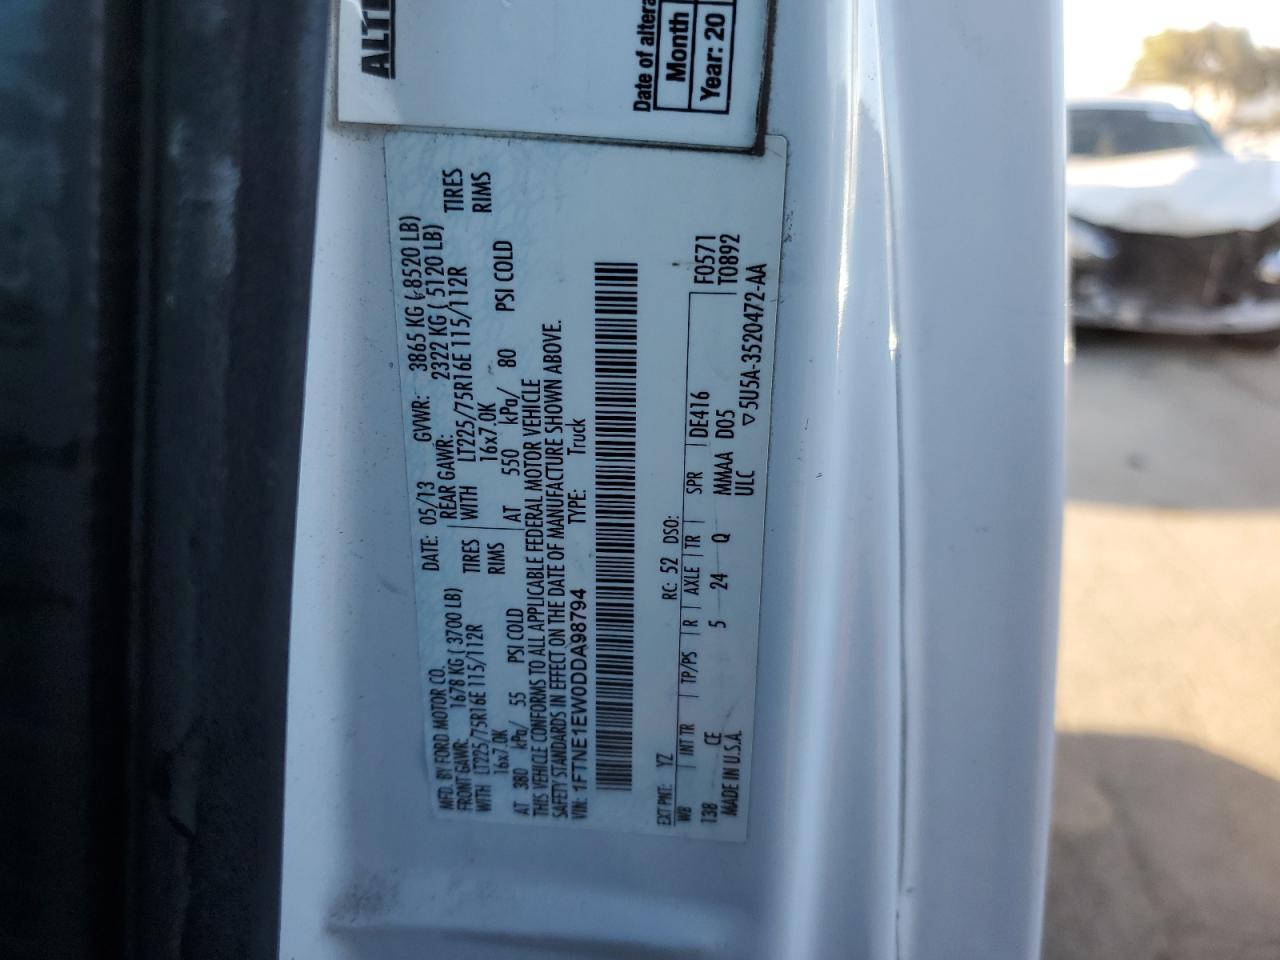 ALT
Date of altera
Month
Year: 20
MFD. BY FORD MOTOR CO.
DATE: 05/13 GVWR: 3865 KG ( 8520 LB)
FRONT GAWR: 1678 KG ( 3700 LB) REAR GAWR: 2322 KG ( 5120 LB)
WITH LT225/75R16E 115/112R TIRES WITH LT225/75R16E 115/112R TIRES
16x7.0K RIMS 16x7.0K RIMS
AT 380 kPa/ 55 PSI COLD AT 550 kPa/ 80 PSI COLD
THIS VEHICLE CONFORMS TO ALL APPLICABLE FEDERAL MOTOR VEHICLE
SAFETY STANDARDS IN EFFECT ON THE DATE OF MANUFACTURE SHOWN ABOVE.
VIN: 1FTNE1EW0DDA98794 TYPE: Truck
EXT PNT: YZ RC: 52 DSO: F0571
WB INT TR TP/PS R AXLE TR SPR DE416 T0892
138 CE 5 24 Q MMAA D05
MADE IN U.S.A. ULC ▽5U5A-3520472-AA